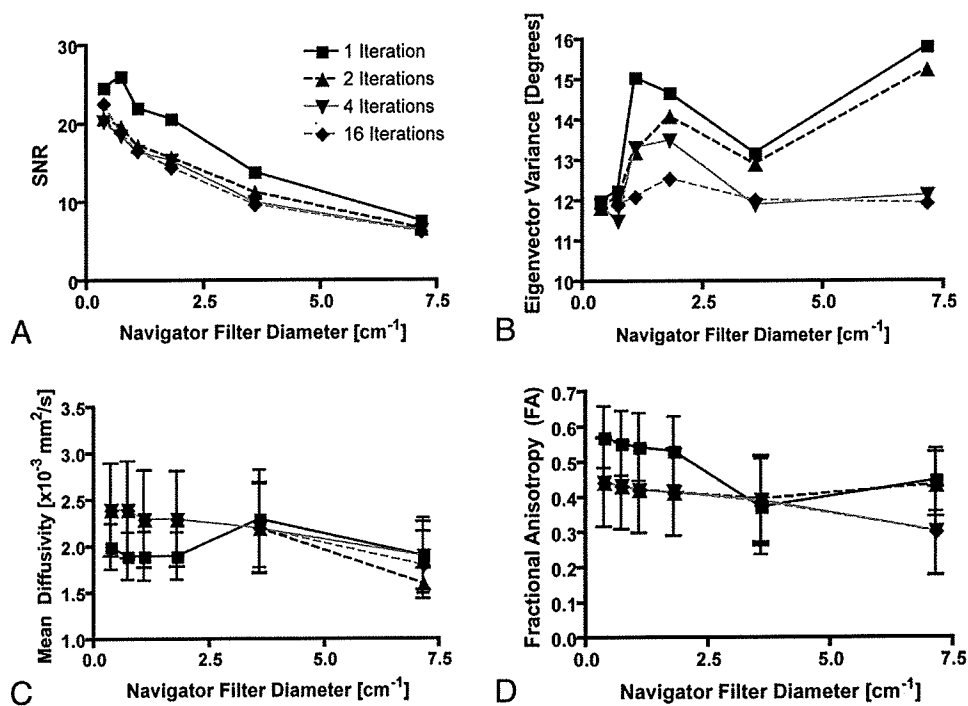 30
20
10
0
SNR
1 Iteration
2 Iterations
4 Iterations
16 Iterations
0.0 2.5 5.0 7.5
Navigator Filter Diameter [cm-1]
A
16
15
14
13
12
11
10
Eigenvector Variance [Degrees]
0.0 2.5 5.0 7.5
Navigator Filter Diameter [cm-1]
B
3.5
3.0
2.5
2.0
1.5
1.0
Mean Diffusivity [x10-3 mm2/s]
0.0 2.5 5.0 7.5
Navigator Filter Diameter [cm-1]
C
0.7
0.6
0.5
0.4
0.3
0.2
0.1
0.0
Fractional Anisotropy (FA)
0.0 2.5 5.0 7.5
Navigator Filter Diameter [cm-1]
D